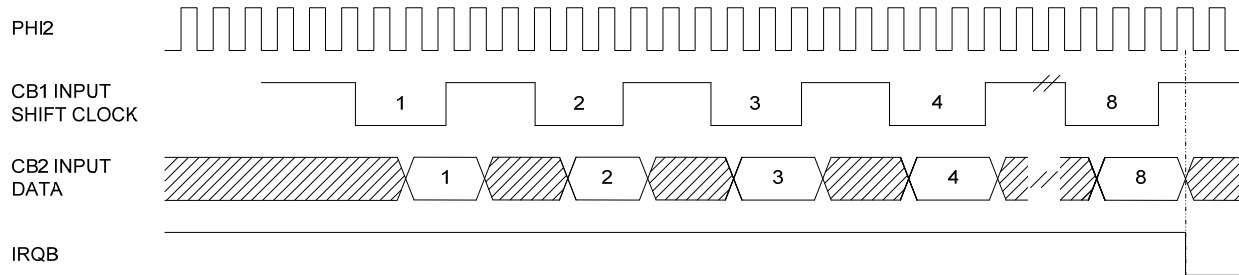 PHI2
CB1 INPUT
SHIFT CLOCK
1 2 3 4 8
CB2 INPUT
DATA
1 2 3 4 8
IRQB